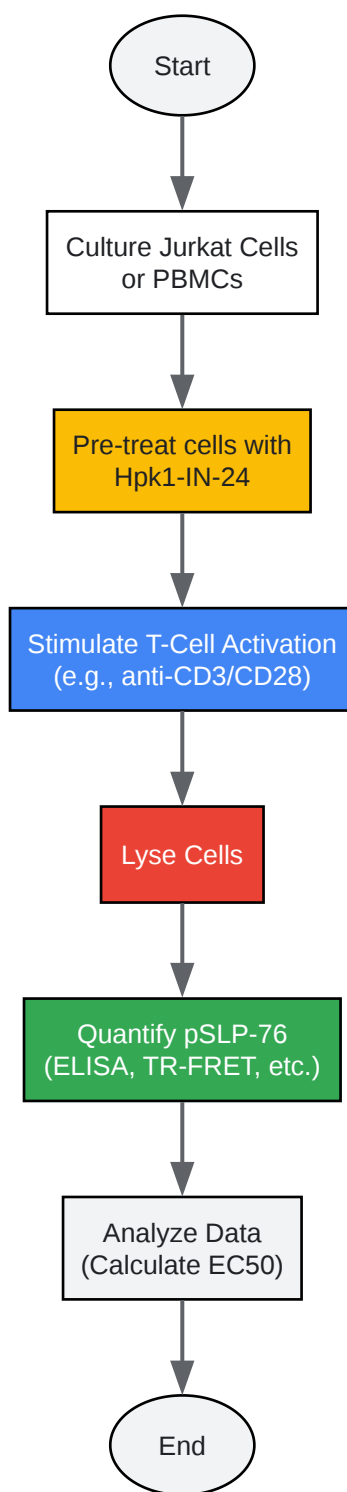 Start
Culture Jurkat Cells
or PBMCs
Pre-treat cells with
Hpk1-IN-24
Stimulate T-Cell Activation
(e.g., anti-CD3/CD28)
Lyse Cells
Quantify pSLP-76
(ELISA, TR-FRET, etc.)
Analyze Data
(Calculate EC50)
End